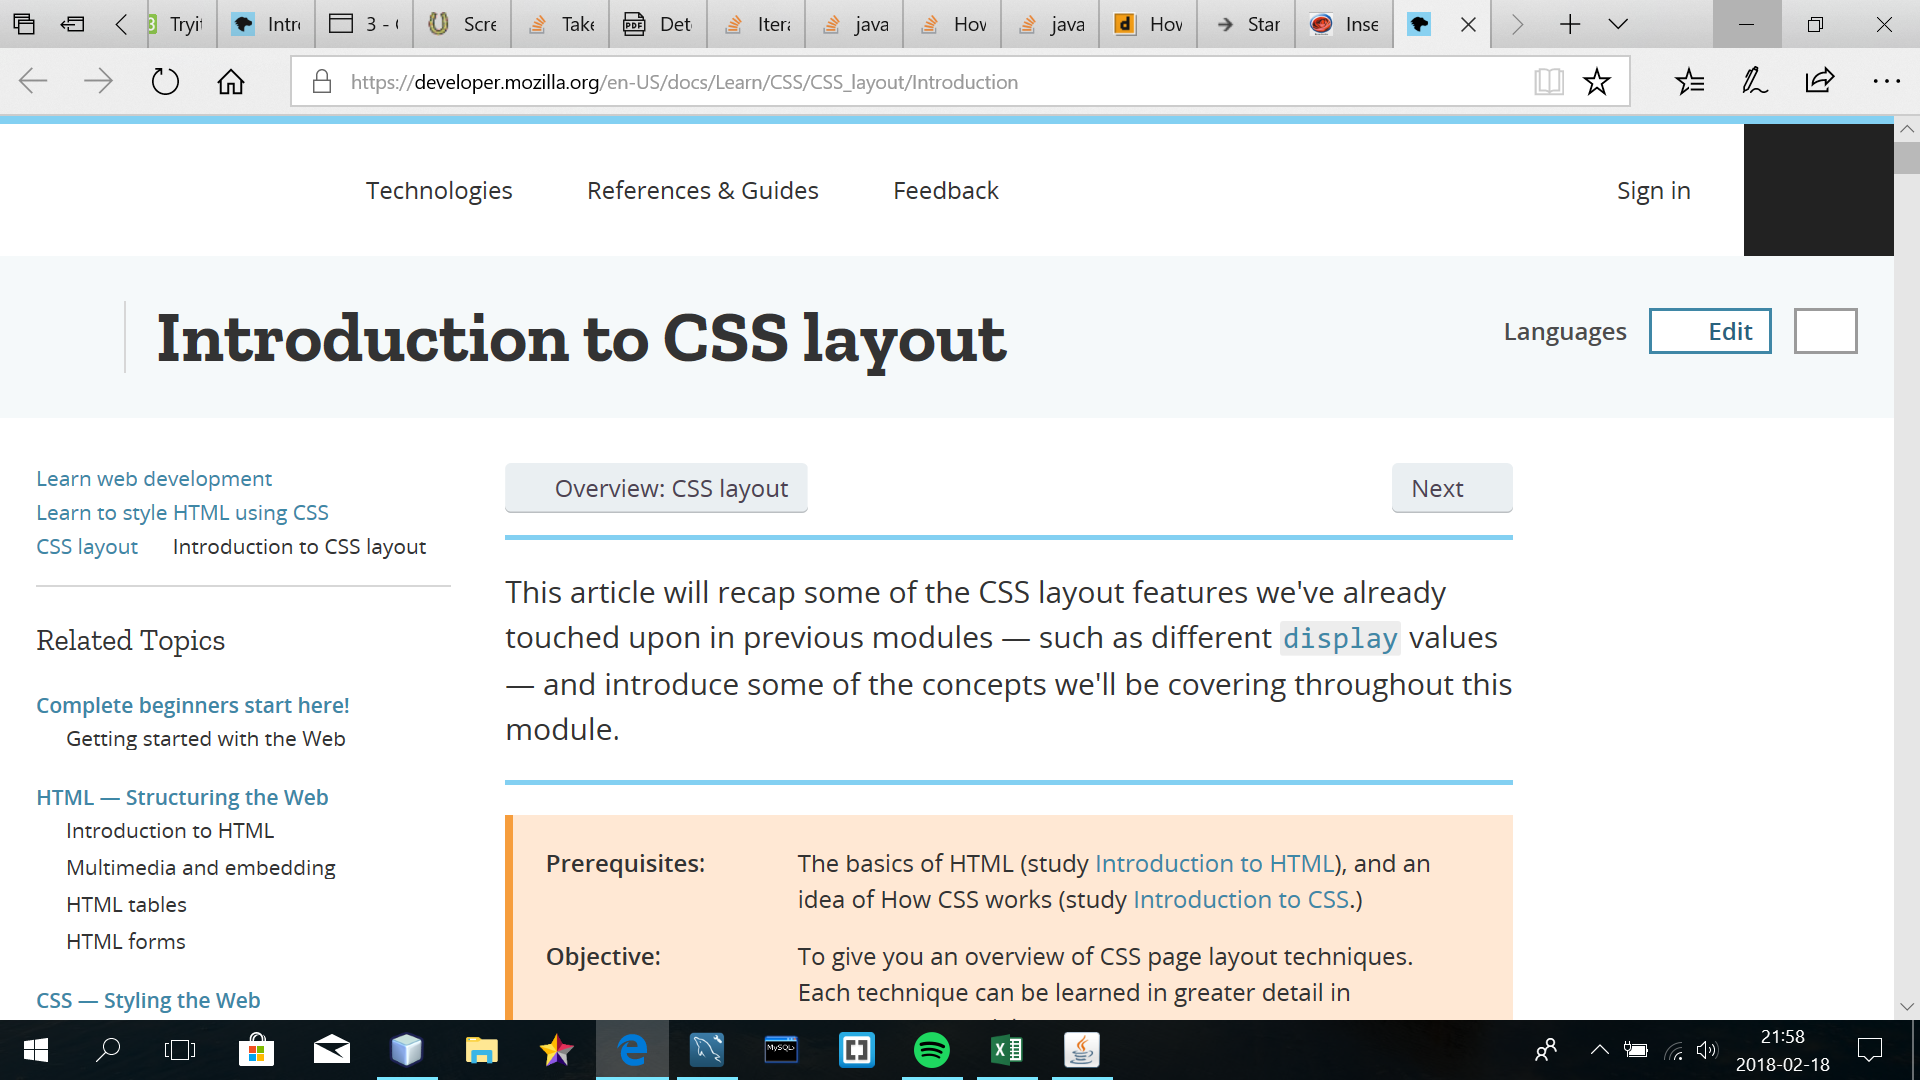 Tryit
Intro
3 - C
Scre
Take
Det
Itera
java
How
java
How
Star
Inse
https://developer.mozilla.org/en-US/docs/Learn/CSS/CSS_layout/Introduction
Technologies References & Guides Feedback Sign in
Introduction to CSS layout
Languages Edit
Learn web development
Learn to style HTML using CSS
CSS layout Introduction to CSS layout
Related Topics
Complete beginners start here!
Getting started with the Web
HTML — Structuring the Web
Introduction to HTML
Multimedia and embedding
HTML tables
HTML forms
CSS — Styling the Web
Overview: CSS layout Next
This article will recap some of the CSS layout features we've already
touched upon in previous modules — such as different display values
— and introduce some of the concepts we'll be covering throughout this
module.
Prerequisites: The basics of HTML (study Introduction to HTML), and an
idea of How CSS works (study Introduction to CSS.)
Objective: To give you an overview of CSS page layout techniques.
Each technique can be learned in greater detail in
MySQL>
21:58
2018-02-18